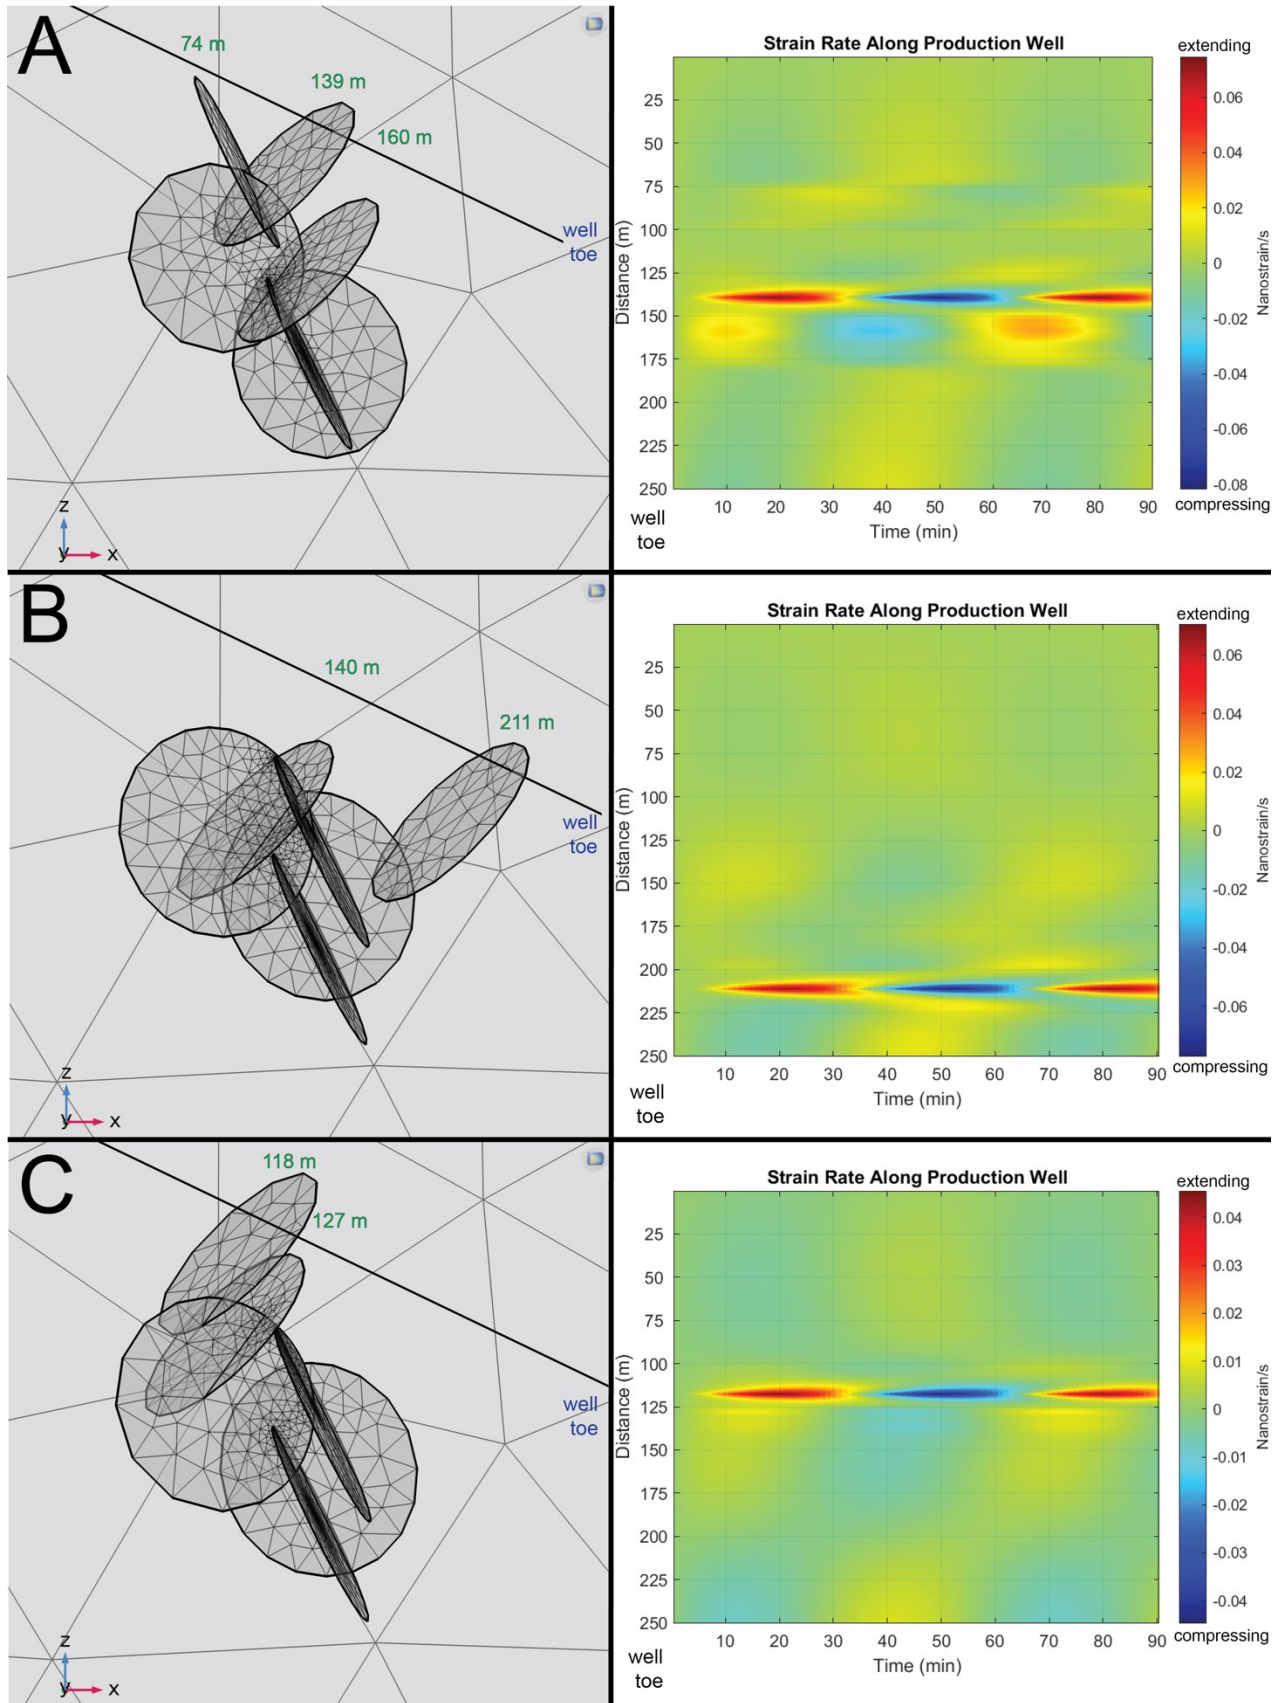 A
74 m
139 m
160 m
well
toe
z
y
x
Strain Rate Along Production Well
extending
Distance (m)
25
50
75
100
125
150
175
200
225
250
well
toe
10 20 30 40 50 60 70 80 90
Time (min)
0.06
0.04
0.02
0
-0.02
-0.04
-0.06
-0.08
Nanostrain/s
compressing
B
140 m
211 m
well
toe
z
y
x
Strain Rate Along Production Well
extending
Distance (m)
25
50
75
100
125
150
175
200
225
250
well
toe
10 20 30 40 50 60 70 80 90
Time (min)
0.06
0.04
0.02
0
-0.02
-0.04
-0.06
Nanostrain/s
compressing
C
118 m
127 m
well
toe
z
y
x
Strain Rate Along Production Well
extending
Distance (m)
25
50
75
100
125
150
175
200
225
250
well
toe
10 20 30 40 50 60 70 80 90
Time (min)
0.04
0.03
0.02
0.01
0
-0.01
-0.02
-0.03
-0.04
Nanostrain/s
compressing